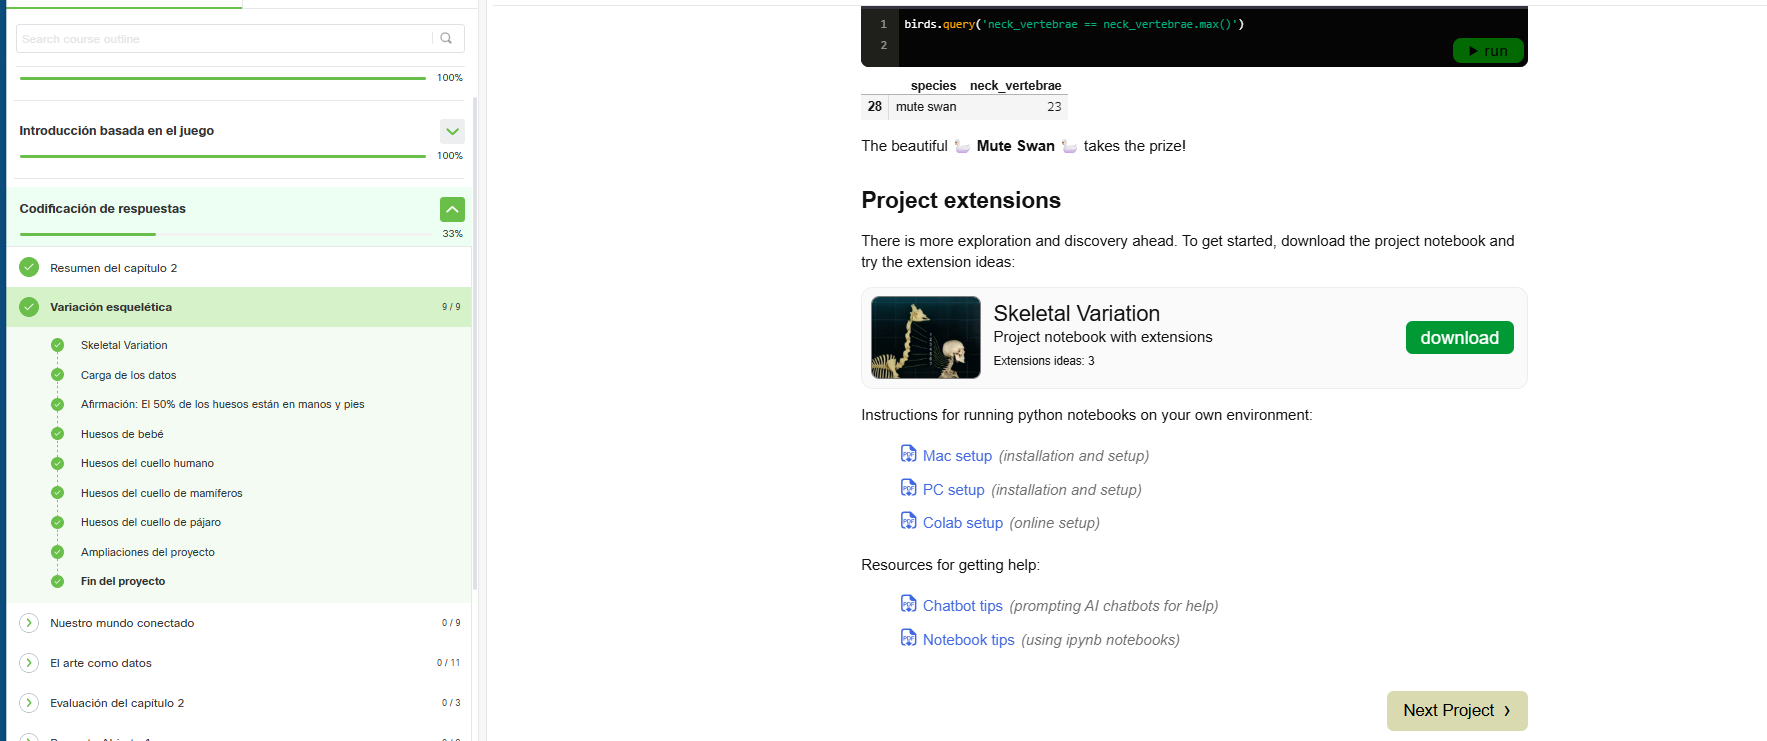 Search course outline
100%
Introducción basada en el juego
100%
Codificación de respuestas
33%
Resumen del capítulo 2
Variación esquelética
9 / 9
Skeletal Variation
Carga de los datos
Afirmación: El 50% de los huesos están en manos y pies
Huesos de bebé
Huesos del cuello humano
Huesos del cuello de mamíferos
Huesos del cuello de pájaro
Ampliaciones del proyecto
Fin del proyecto
Nuestro mundo conectado
0 / 9
El arte como datos
0 / 11
Evaluación del capítulo 2
0 / 3
1 birds.query('neck_vertebrae == neck_vertebrae.max()')
2
run
species neck_vertebrae
28 mute swan 23
The beautiful 🦢 Mute Swan 🦢 takes the prize!
Project extensions
There is more exploration and discovery ahead. To get started, download the project notebook and
try the extension ideas:
Skeletal Variation
Project notebook with extensions
Extensions ideas: 3
download
Instructions for running python notebooks on your own environment:
Mac setup (installation and setup)
PC setup (installation and setup)
Colab setup (online setup)
Resources for getting help:
Chatbot tips (prompting AI chatbots for help)
Notebook tips (using ipynb notebooks)
Next Project ›